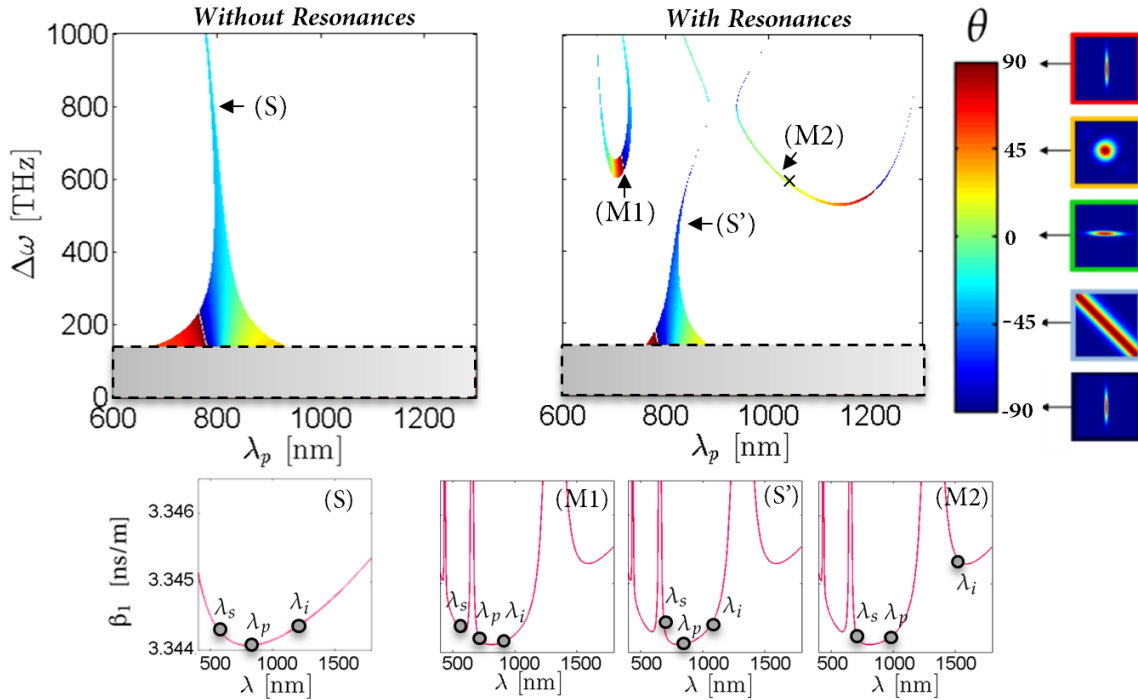 Without Resonances
With Resonances
θ
1000
800
600
400
200
0
Δω [THz]
(S)
600
800
1000
1200
λp [nm]
(M1)
(M2)
(S')
600
800
1000
1200
λp [nm]
90
45
0
-45
-90
(S)
3.346
3.345
3.344
β1 [ns/m]
λs
λp
λi
500
1000
1500
λ [nm]
(M1)
λs
λp
λi
500
1000
1500
λ [nm]
(S')
λs
λp
λi
500
1000
1500
λ [nm]
(M2)
λs
λp
λi
500
1000
1500
λ [nm]